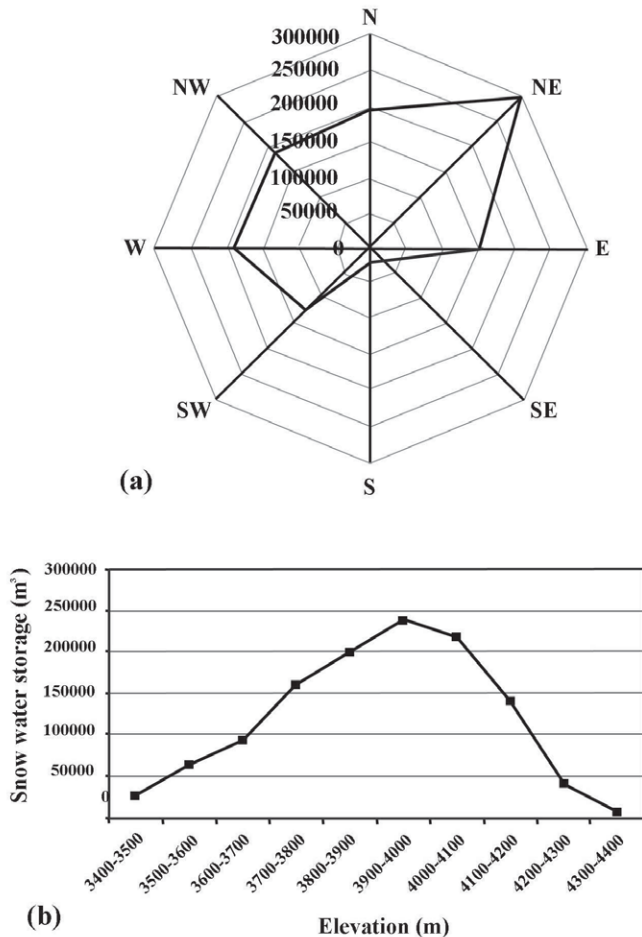 N
300000
NW
250000
NE
200000
150000
100000
50000
W
0
E
SW
SE
(a)
S
Snow water storage (m³)
300000
250000
200000
150000
100000
50000
0
3400-3500
3500-3600
3600-3700
3700-3800
3800-3900
3900-4000
4000-4100
4100-4200
4200-4300
4300-4400
(b)
Elevation (m)